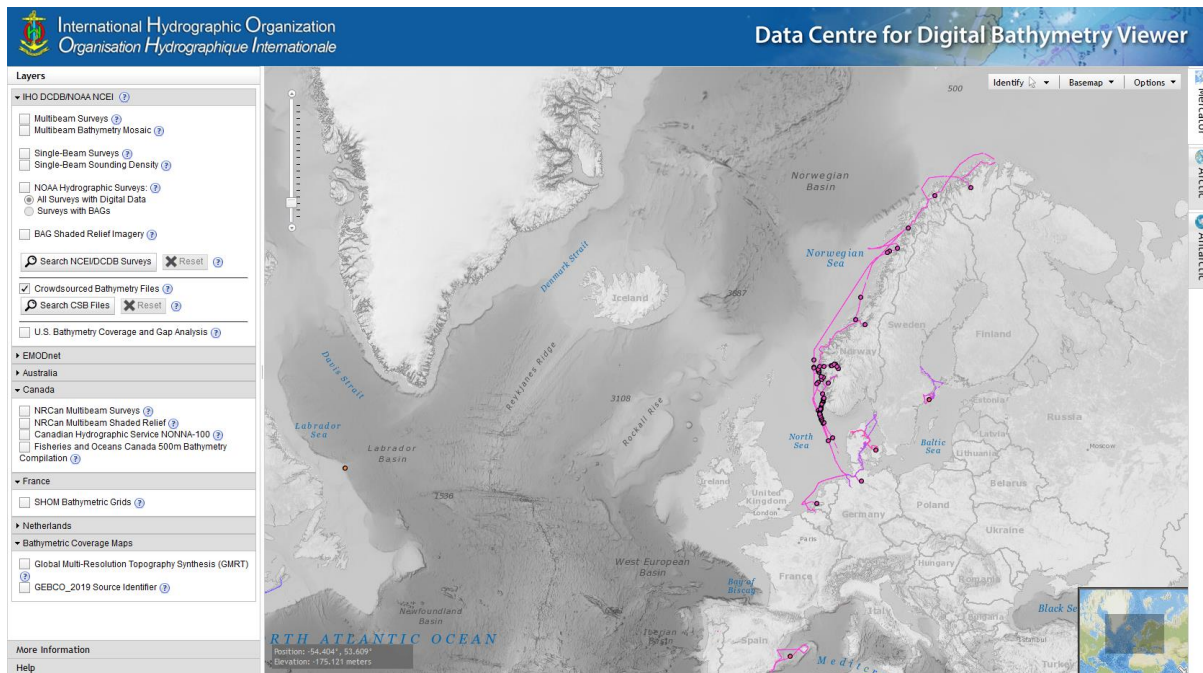 International Hydrographic Organization
Organisation Hydrographique Internationale
Data Centre for Digital Bathymetry Viewer
Layers
IHO DCDB/NOAA NCEI
Multibeam Surveys
Multibeam Bathymetry Mosaic
Single-Beam Surveys
Single-Beam Sounding Density
NOAA Hydrographic Surveys:
All Surveys with Digital Data
Surveys with BAGs
BAG Shaded Relief Imagery
Search NCEI/DCDB Surveys Reset
Crowdsourced Bathymetry Files
Search CSB Files Reset
U.S. Bathymetry Coverage and Gap Analysis
EMODnet
Australia
Canada
NRCan Multibeam Surveys
NRCan Multibeam Shaded Relief
Canadian Hydrographic Service NONNA-100
Fisheries and Oceans Canada 500m Bathymetry
Compilation
France
SHOM Bathymetric Grids
Netherlands
Bathymetric Coverage Maps
Global Multi-Resolution Topography Synthesis (GMRT)
GEBCO_2019 Source Identifier
More Information
Help
Identify Basemap Options
Mercator
Arctic
Antarctic
500
Norwegian
Basin
Norwegian
Sea
Denmark Strait
Iceland
3887
Sweden
Finland
Norway
Davis Strait
Reykjanes Ridge
3108
Rockall Rise
Estonia
Russia
Labrador
Sea
Labrador
Basin
North
Sea
Baltic
Sea
Latvia
Lithuania
Moscow
1536
Ireland
United
Kingdom
London
Belarus
Poland
Germany
Paris
Ukraine
West European
Basin
France
Hungary
Romania
Bay of
Biscay
Newfoundland
Basin
Iberian
Basin
Italy
Bulgaria
Black Se
Istanbul
RTH ATLANTIC OCEAN
Spain
Position: -54.404°, 53.609°
Elevation: -175.121 meters
Mediter
Turkey